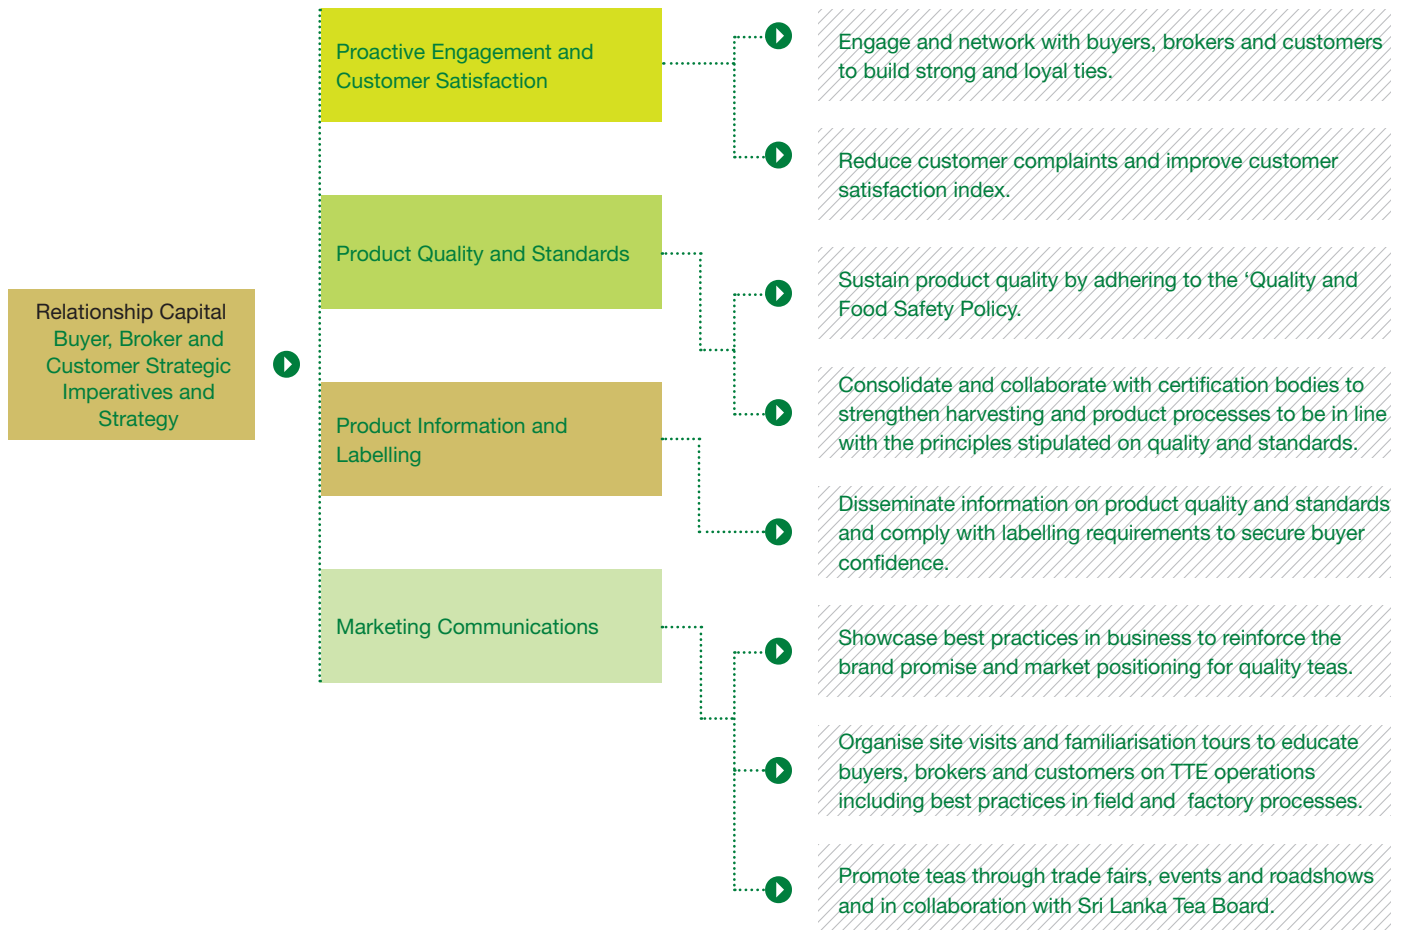 Relationship Capital
Buyer, Broker and
Customer Strategic
Imperatives and
Strategy
Proactive Engagement and
Customer Satisfaction
Engage and network with buyers, brokers and customers
to build strong and loyal ties.
Reduce customer complaints and improve customer
satisfaction index.
Product Quality and Standards
Sustain product quality by adhering to the ‘Quality and
Food Safety Policy.
Consolidate and collaborate with certification bodies to
strengthen harvesting and product processes to be in line
with the principles stipulated on quality and standards.
Product Information and
Labelling
Disseminate information on product quality and standards
and comply with labelling requirements to secure buyer
confidence.
Marketing Communications
Showcase best practices in business to reinforce the
brand promise and market positioning for quality teas.
Organise site visits and familiarisation tours to educate
buyers, brokers and customers on TTE operations
including best practices in field and  factory processes.
Promote teas through trade fairs, events and roadshows
and in collaboration with Sri Lanka Tea Board.